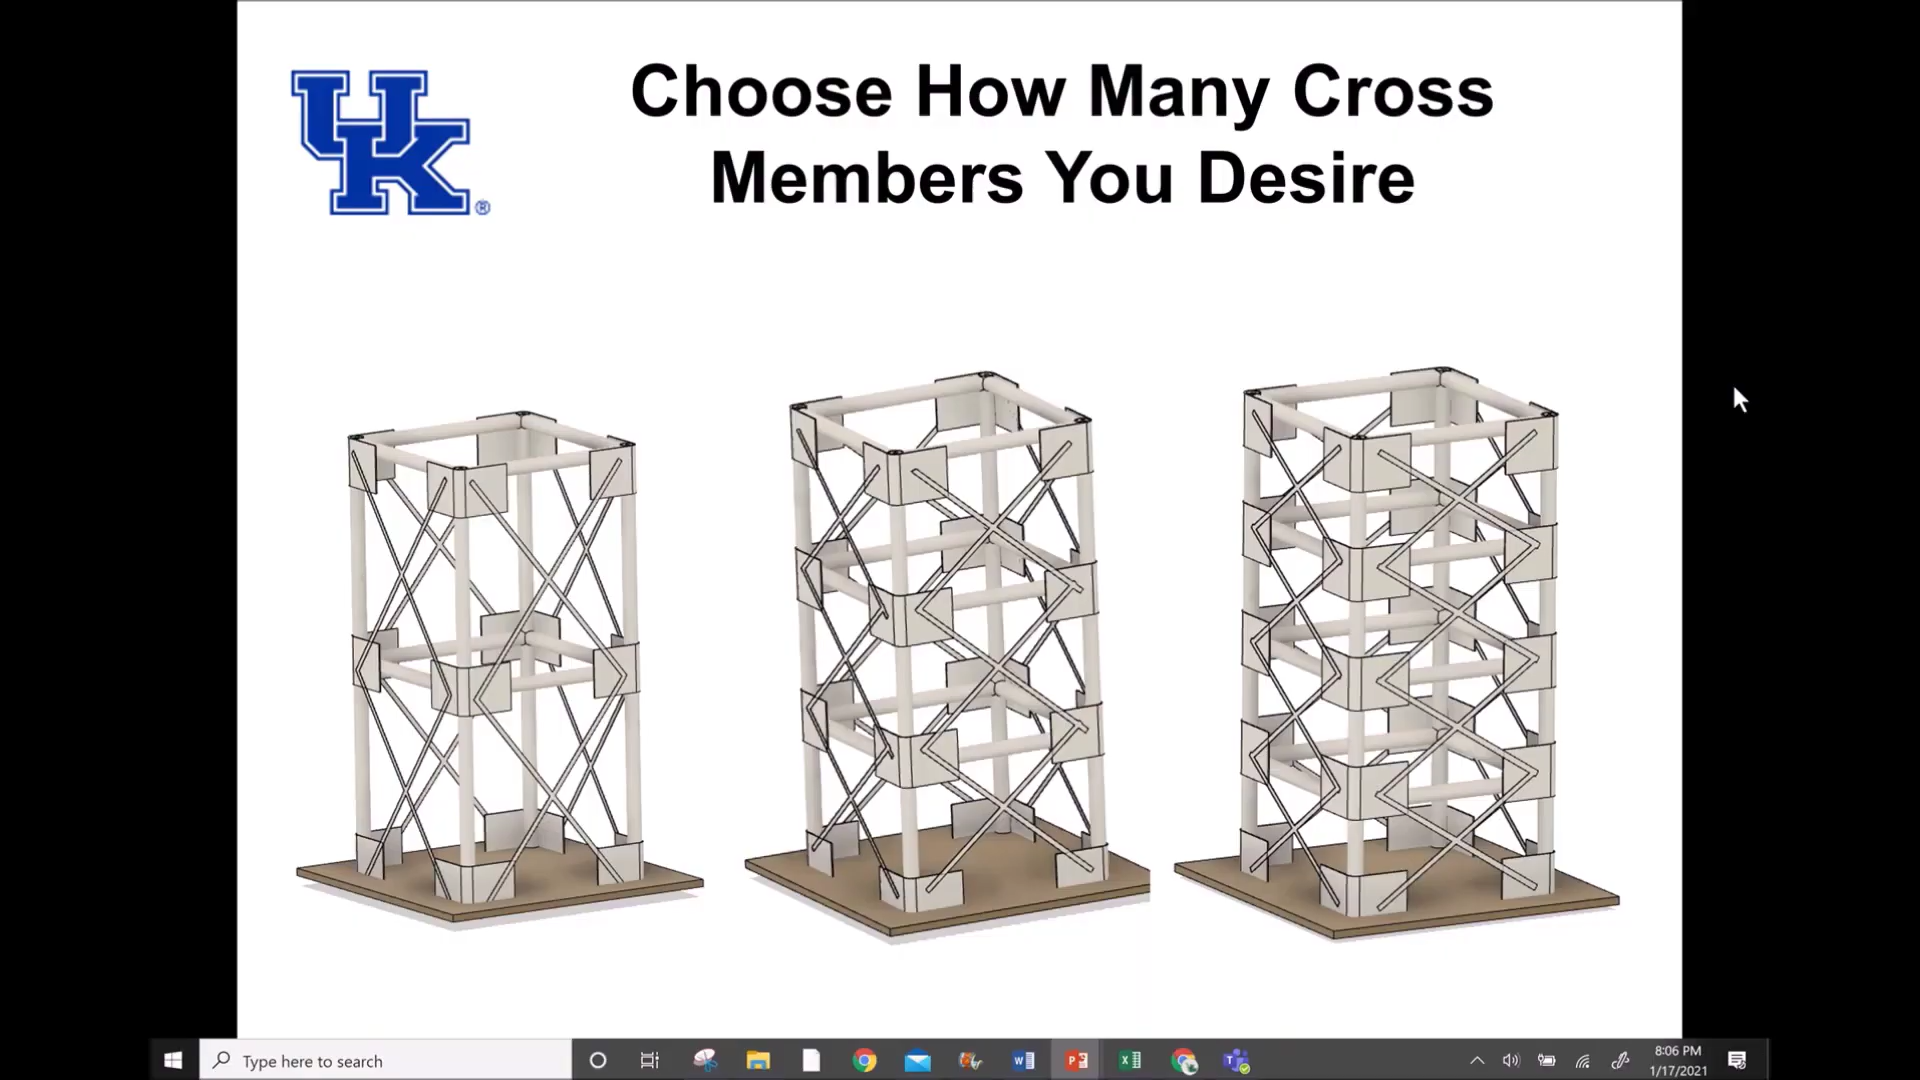 UK®
Choose How Many Cross
Members You Desire
Type here to search
8:06 PM
1/17/2021